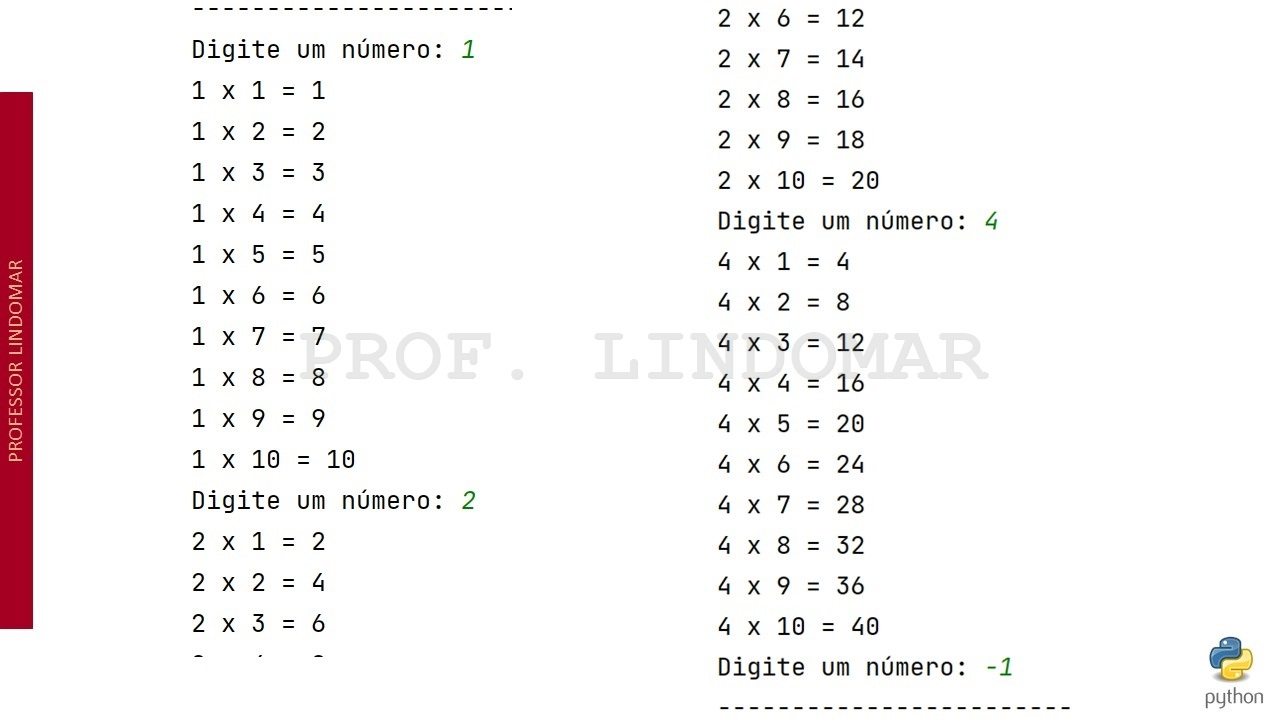 ----------------------
Digite um número: 1
1 x 1 = 1
1 x 2 = 2
1 x 3 = 3
1 x 4 = 4
1 x 5 = 5
1 x 6 = 6
1 x 7 = 7
1 x 8 = 8
1 x 9 = 9
1 x 10 = 10
Digite um número: 2
2 x 1 = 2
2 x 2 = 4
2 x 3 = 6
2 x 6 = 12
2 x 7 = 14
2 x 8 = 16
2 x 9 = 18
2 x 10 = 20
Digite um número: 4
4 x 1 = 4
4 x 2 = 8
4 x 3 = 12
4 x 4 = 16
4 x 5 = 20
4 x 6 = 24
4 x 7 = 28
4 x 8 = 32
4 x 9 = 36
4 x 10 = 40
Digite um número: -1
------------------------
PROFESSOR LINDOMAR
PROF. LINDOMAR
python